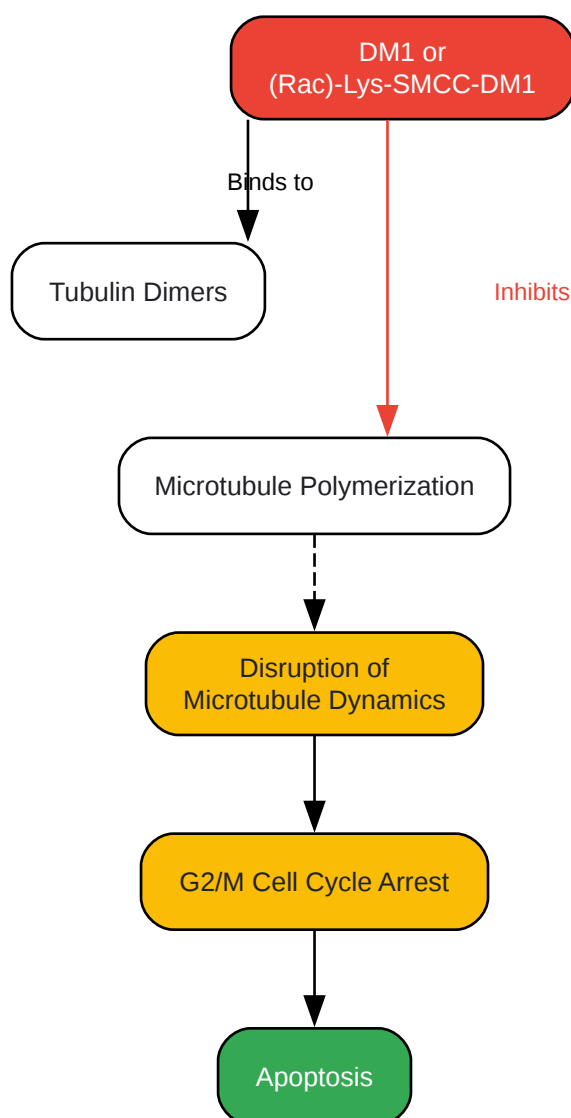 DM1 or
(Rac)-Lys-SMCC-DM1
Binds to
Tubulin Dimers
Inhibits
Microtubule Polymerization
Disruption of
Microtubule Dynamics
G2/M Cell Cycle Arrest
Apoptosis